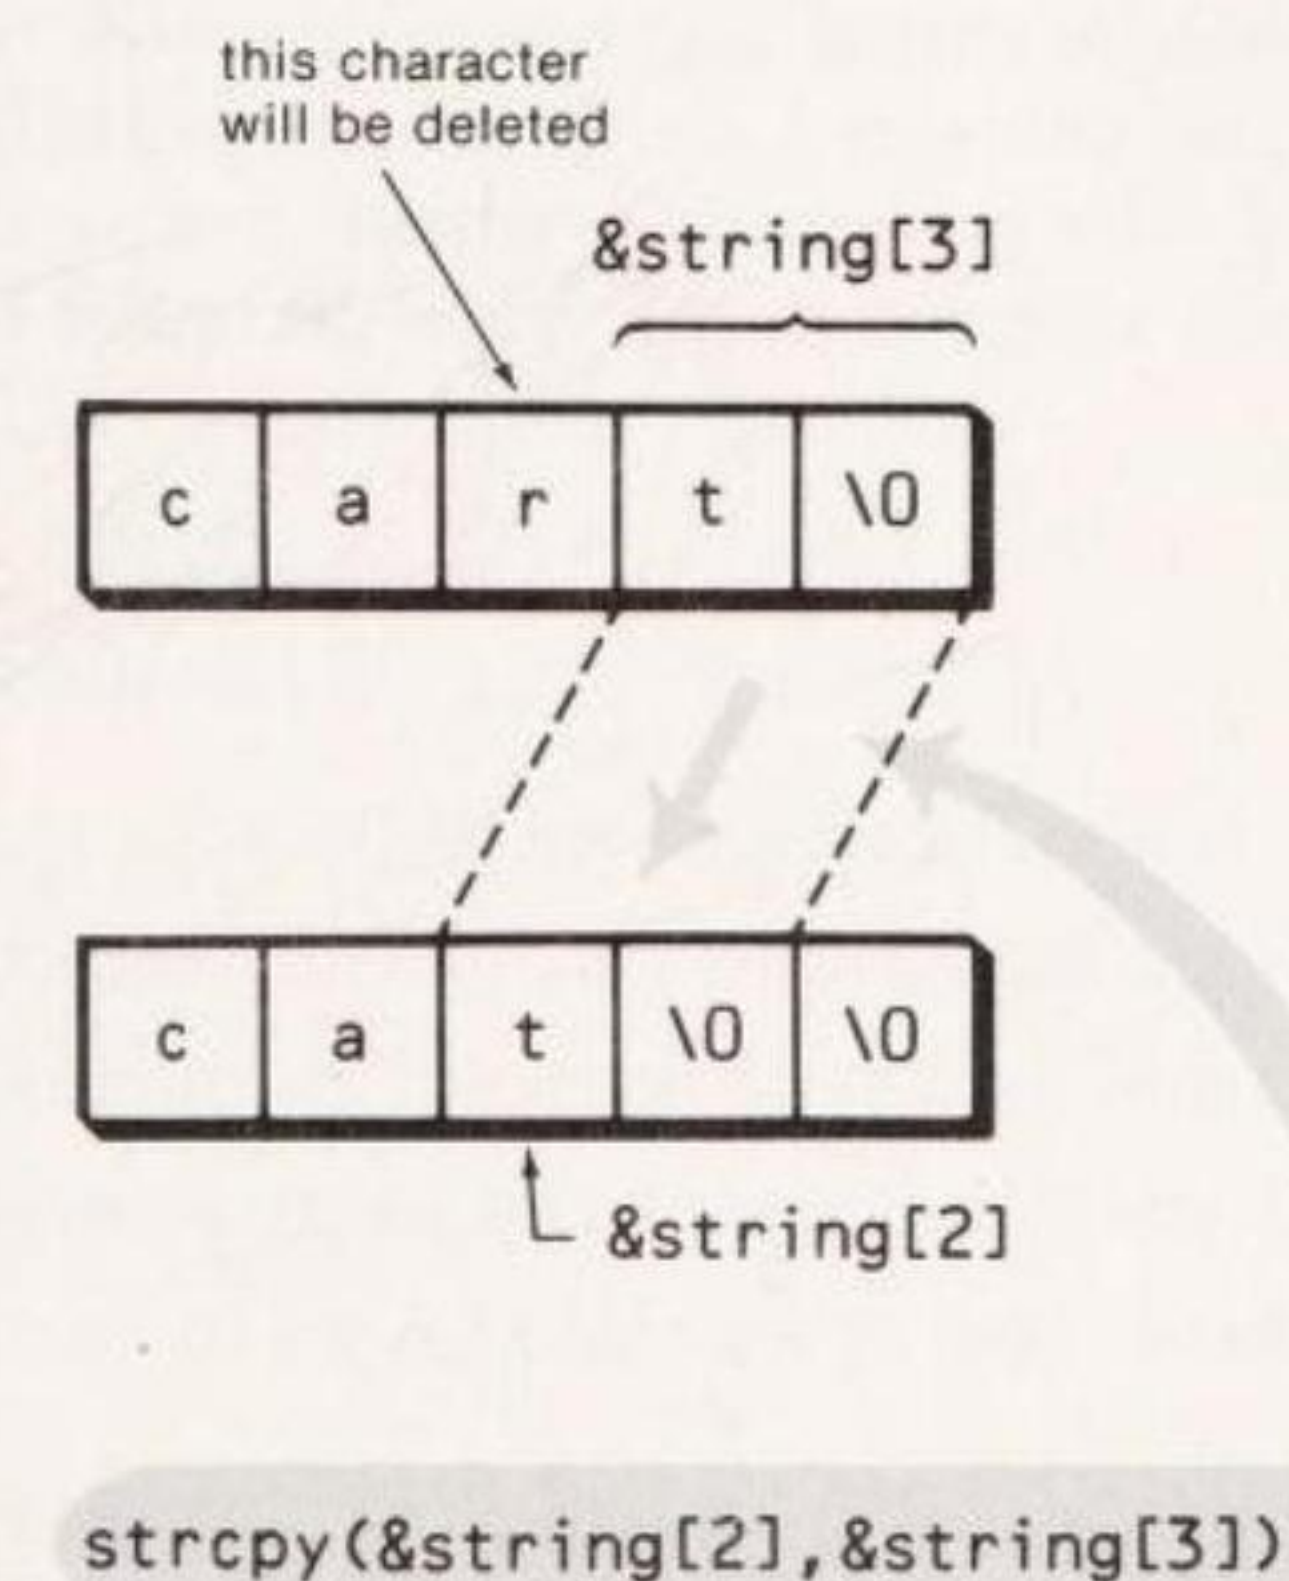 this character
will be deleted
&string[3]
c a r t \0
c a t \0 \0
&string[2]
strcpy(&string[2],&string[3])